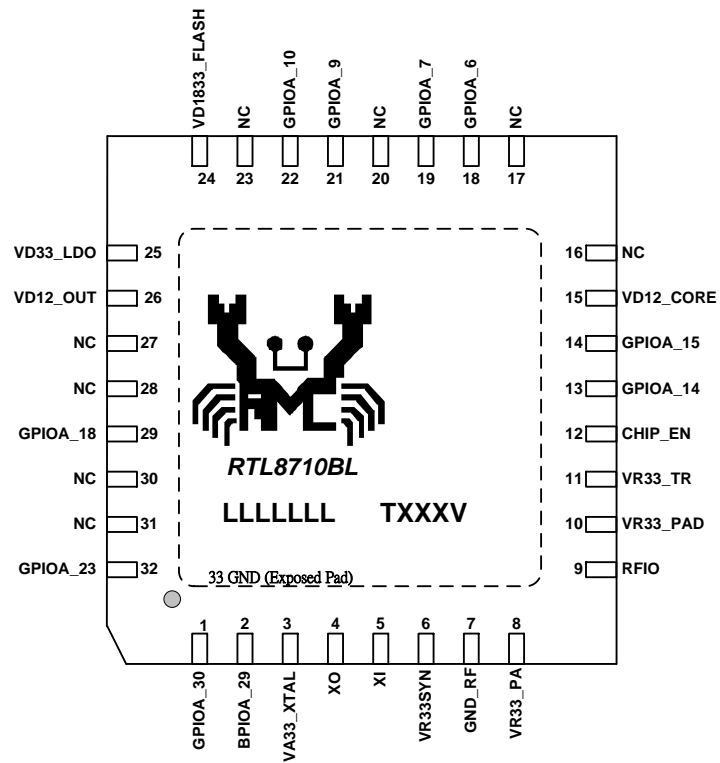 VD1833_FLASH
NC
GPIOA_10
GPIOA_9
NC
GPIOA_7
GPIOA_6
NC
24
23
22
21
20
19
18
17
VD33_LDO 25
16 NC
VD12_OUT 26
15 VD12_CORE
NC 27
14 GPIOA_15
NC 28
13 GPIOA_14
GPIOA_18 29
12 CHIP_EN
NC 30
11 VR33_TR
NC 31
10 VR33_PAD
GPIOA_23 32
9 RFIO
RTL8710BL
LLLLLLL TXXXV
33 GND (Exposed Pad)
1
2
3
4
5
6
7
8
GPIOA_30
BPIOA_29
VA33_XTAL
XO
XI
VR33SYN
GND_RF
VR33_PA